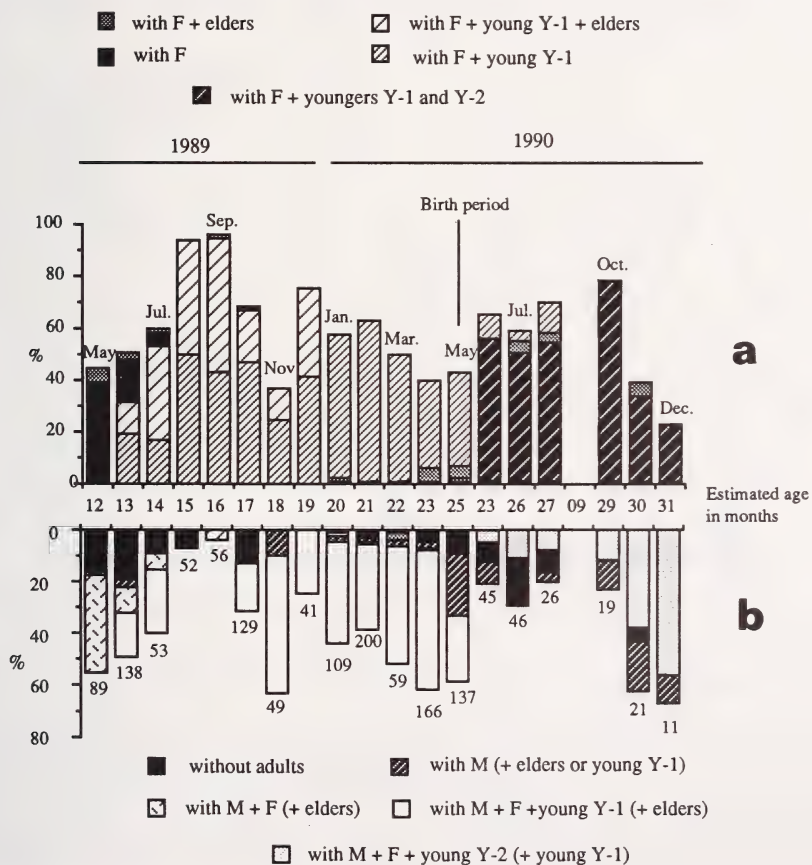 with F + elders with F + young Y-1 + elders
with F with F + young Y-1
with F + youngers Y-1 and Y-2
1989 1990
Birth period
100
80
60
40
20
0
%
May Jul. Sep. Nov Jan. Mar. May Jul. Oct. Dec.
a
12 13 14 15 16 17 18 19 20 21 22 23 25 23 26 27 09 29 30 31
Estimated age
in months
0
20
40
60
80
%
89 138 53 52 56 129 49 41 109 200 59 166 137 45 46 26 19 21 11
b
without adults with M (+ elders or young Y-1)
with M + F (+ elders) with M + F +young Y-1 (+ elders)
with M + F + young Y-2 (+ young Y-1)